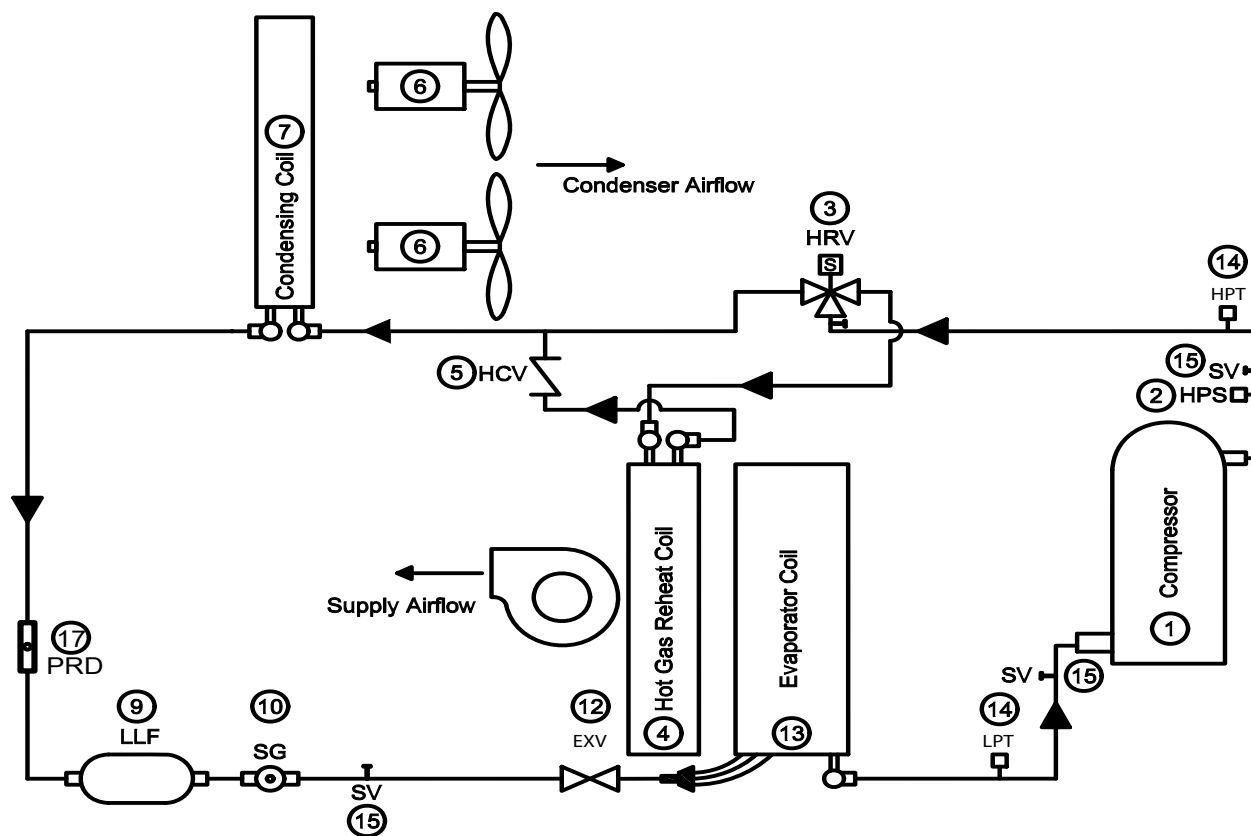 6
7
Condensing Coil
Condenser Airflow
6
3
HRV
S
14
HPT
15
SV
2 HPS
5 HCV
Compressor
1
Hot Gas Reheat Coil
4
Evaporator Coil
13
Supply Airflow
17
PRD
9
LLF
10
SG
SV
15
12
EXV
14
LPT
SV 15